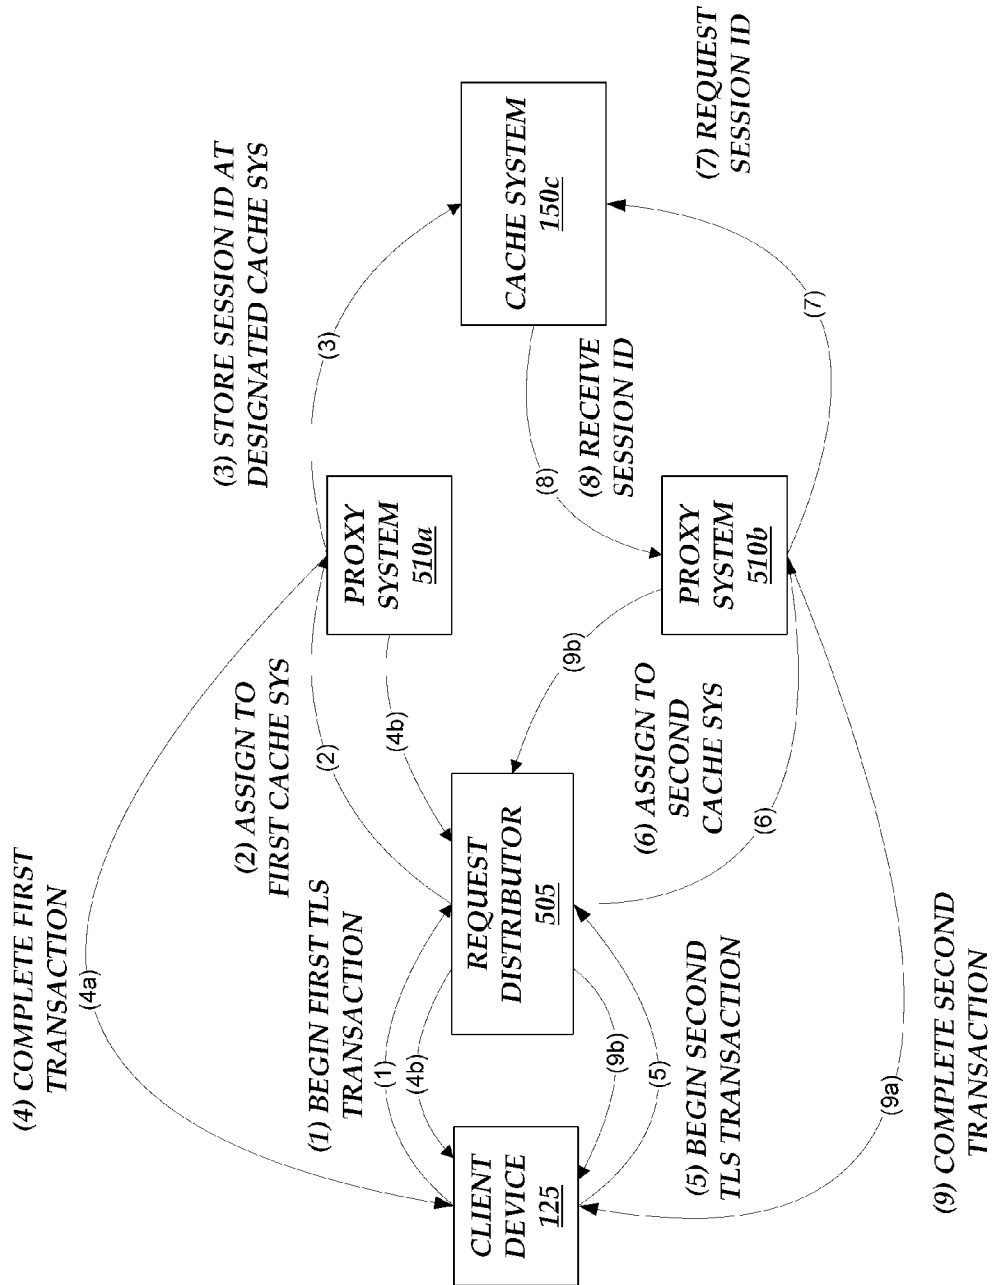 (4) COMPLETE FIRST
TRANSACTION
(4a)
(3) STORE SESSION ID AT
DESIGNATED CACHE SYS
(2) ASSIGN TO
FIRST CACHE SYS
(3)
(1) BEGIN FIRST TLS
TRANSACTION
(2)
(1)
(4b)
(4b)
CLIENT
DEVICE
125
REQUEST
DISTRIBUTOR
505
PROXY
SYSTEM
510a
CACHE SYSTEM
150c
(8) RECEIVE
SESSION ID
(8)
(9b)
(9b)
(5)
(6) ASSIGN TO
SECOND
CACHE SYS
(6)
PROXY
SYSTEM
510b
(7)
(7) REQUEST
SESSION ID
(5) BEGIN SECOND
TLS TRANSACTION
(9a)
(9) COMPLETE SECOND
TRANSACTION